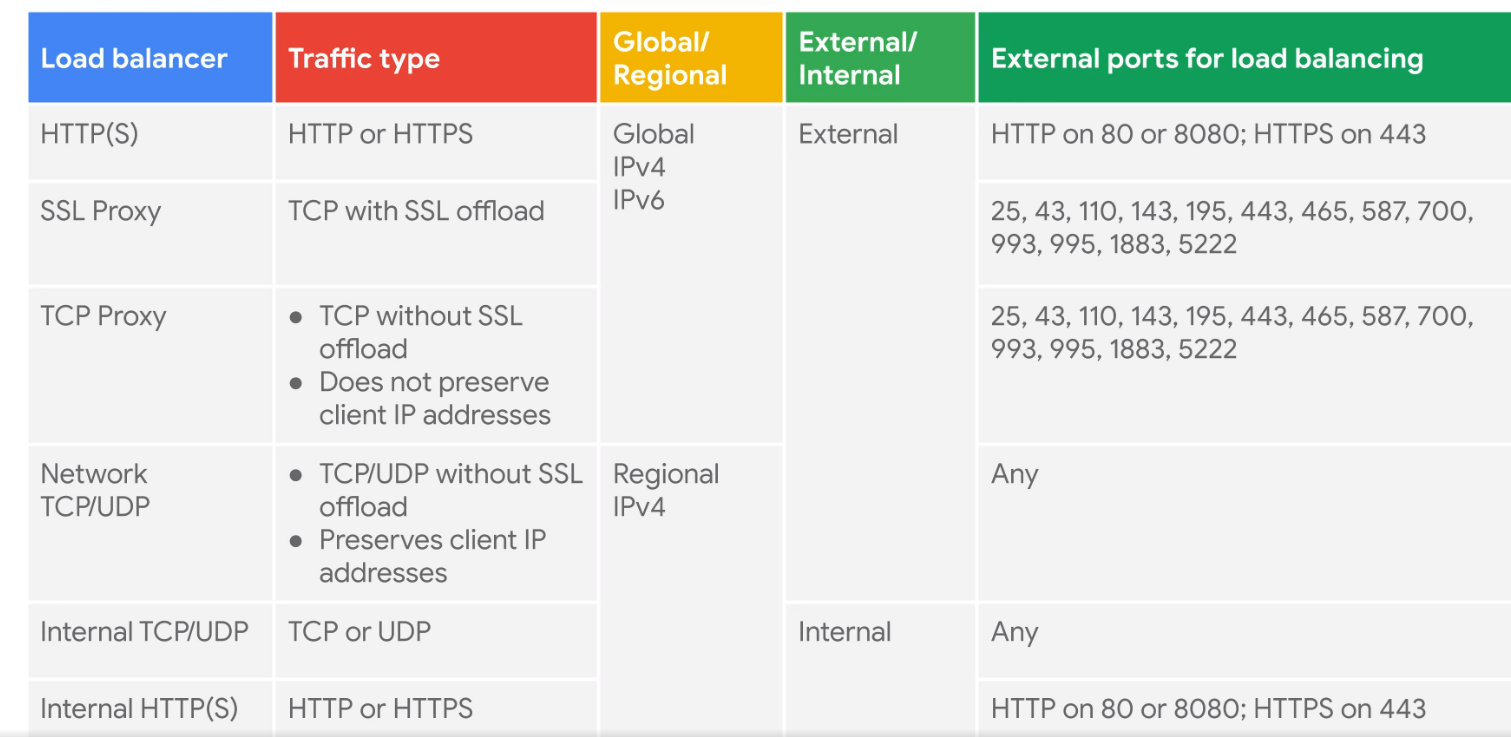 Load balancer
Traffic type
Global/
Regional
External/
Internal
External ports for load balancing
HTTP(S)
HTTP or HTTPS
Global
IPv4
IPv6
External
HTTP on 80 or 8080; HTTPS on 443
SSL Proxy
TCP with SSL offload
25, 43, 110, 143, 195, 443, 465, 587, 700,
993, 995, 1883, 5222
TCP Proxy
● TCP without SSL
offload
● Does not preserve
client IP addresses
25, 43, 110, 143, 195, 443, 465, 587, 700,
993, 995, 1883, 5222
Network
TCP/UDP
● TCP/UDP without SSL
offload
● Preserves client IP
addresses
Regional
IPv4
Any
Internal TCP/UDP
TCP or UDP
Internal
Any
Internal HTTP(S)
HTTP or HTTPS
HTTP on 80 or 8080; HTTPS on 443